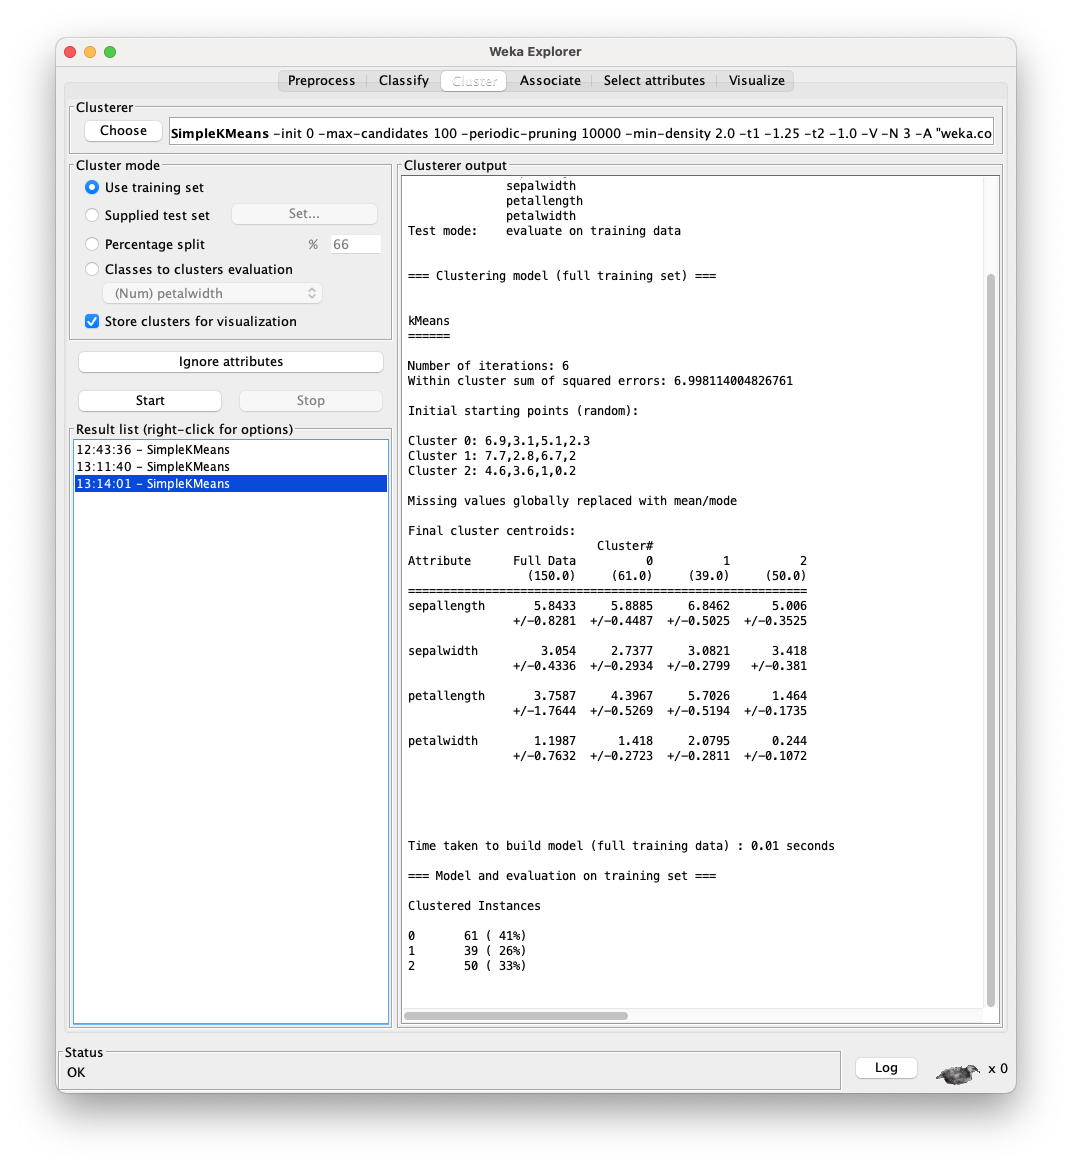 Weka Explorer
Preprocess Classify Cluster Associate Select attributes Visualize
Clusterer
Choose SimpleKMeans -init 0 -max-candidates 100 -periodic-pruning 10000 -min-density 2.0 -t1 -1.25 -t2 -1.0 -V -N 3 -A "weka.co
Cluster mode
Use training set
Supplied test set Set...
Percentage split % 66
Classes to clusters evaluation
(Num) petalwidth
Store clusters for visualization
Ignore attributes
Start Stop
Result list (right-click for options)
12:43:36 - SimpleKMeans
13:11:40 - SimpleKMeans
13:14:01 - SimpleKMeans
Clusterer output
sepalwidth
petallength
petalwidth
Test mode: evaluate on training data
=== Clustering model (full training set) ===
kMeans
======
Number of iterations: 6
Within cluster sum of squared errors: 6.998114004826761
Initial starting points (random):
Cluster 0: 6.9,3.1,5.1,2.3
Cluster 1: 7.7,2.8,6.7,2
Cluster 2: 4.6,3.6,1,0.2
Missing values globally replaced with mean/mode
Final cluster centroids:
Cluster#
Attribute Full Data 0 1 2
(150.0) (61.0) (39.0) (50.0)
=========================================================
sepallength 5.8433 5.8885 6.8462 5.006
+/-0.8281 +/-0.4487 +/-0.5025 +/-0.3525
sepalwidth 3.054 2.7377 3.0821 3.418
+/-0.4336 +/-0.2934 +/-0.2799 +/-0.381
petallength 3.7587 4.3967 5.7026 1.464
+/-1.7644 +/-0.5269 +/-0.5194 +/-0.1735
petalwidth 1.1987 1.418 2.0795 0.244
+/-0.7632 +/-0.2723 +/-0.2811 +/-0.1072
Time taken to build model (full training data) : 0.01 seconds
=== Model and evaluation on training set ===
Clustered Instances
0 61 ( 41%)
1 39 ( 26%)
2 50 ( 33%)
Status
OK
Log
x 0